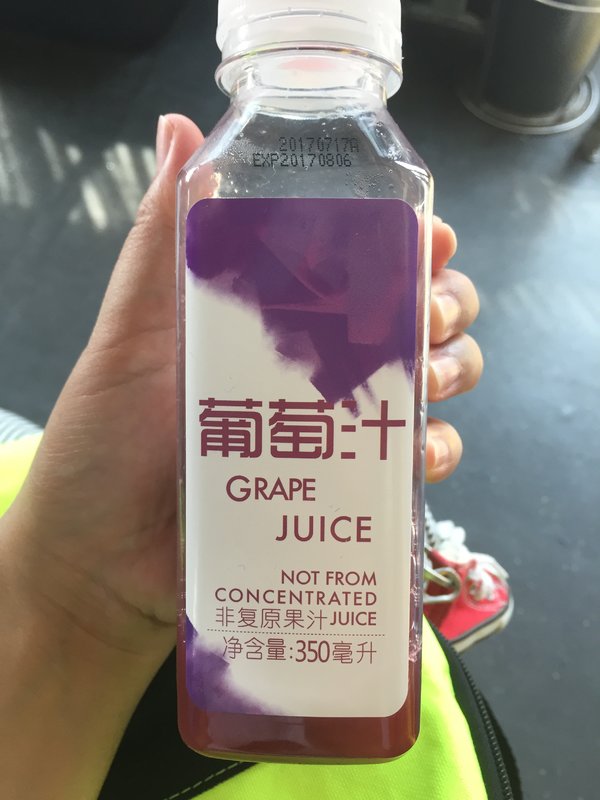 20170717A
EXP20170806
葡萄汁
GRAPE
JUICE
NOT FROM
CONCENTRATED
非复原果汁JUICE
净含量:350毫升